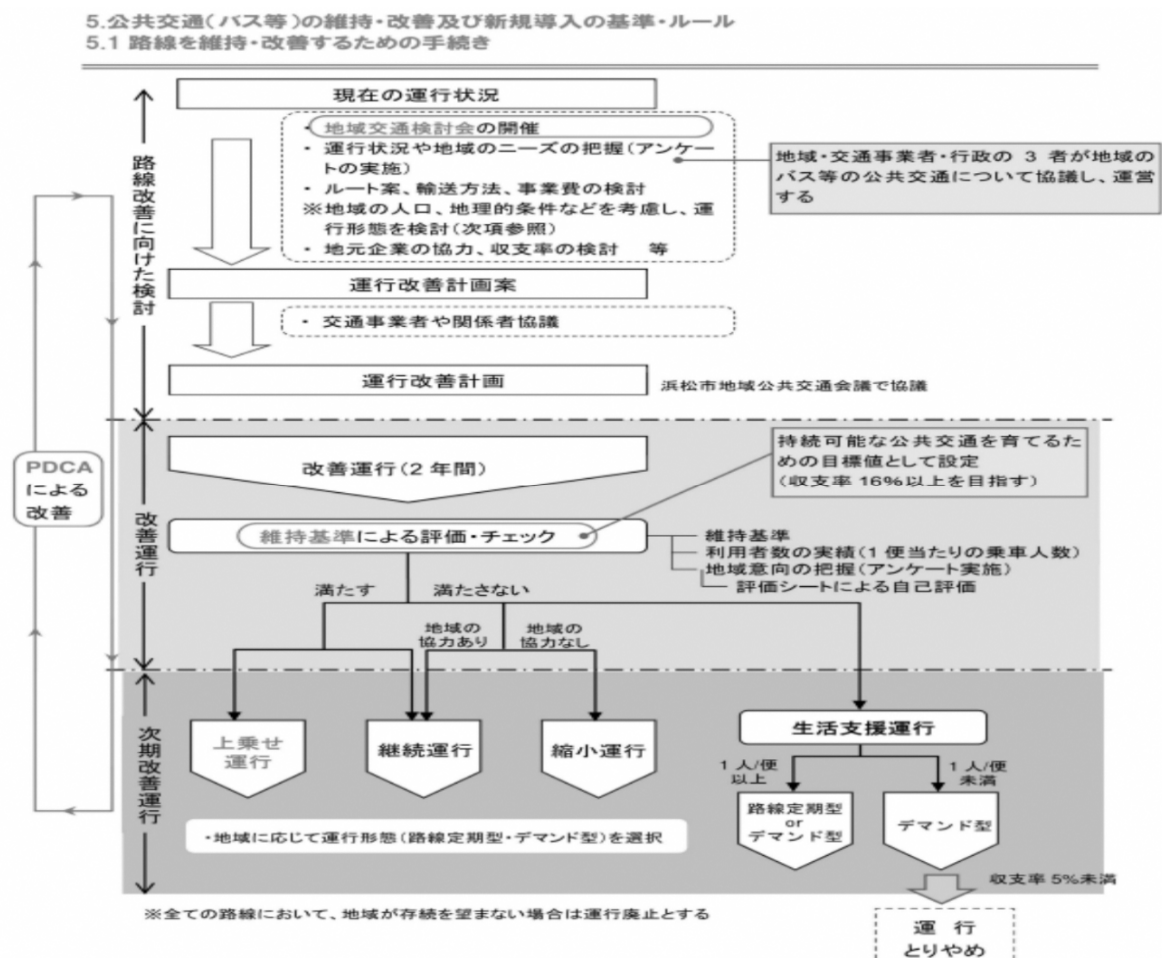 5.公共交通(バス等)の維持・改善及び新規導入の基準・ルール
5.1 路線を維持・改善するための手続き
現在の運行状況
・ 地域交通検討会の開催
・ 運行状況や地域のニーズの把握(アンケー
トの実施)
・ ルート案、輸送方法、事業費の検討
※地域の人口、地理的条件などを考慮し、運
行形態を検討(次項参照)
・ 地元企業の協力、収支率の検討 等
地域・交通事業者・行政の 3 者が地域の
バス等の公共交通について協議し、運営
する
路線改善に向けた検討
運行改善計画案
・ 交通事業者や関係者協議
運行改善計画
浜松市地域公共交通会議で協議
PDCA
による
改善
改善運行
改善運行(2 年間)
持続可能な公共交通を育てるた
めの目標値として設定
(収支率 16%以上を目指す)
維持基準による評価・チェック
維持基準
利用者数の実績(1 便当たりの乗車人数)
地域意向の把握(アンケート実施)
評価シートによる自己評価
満たす
満たさない
地域の
協力あり
地域の
協力なし
次期改善運行
上乗せ
運行
継続運行
縮小運行
生活支援運行
1 人/便
以上
1 人/便
未満
路線定期型
or
デマンド型
デマンド型
・地域に応じて運行形態(路線定期型・デマンド型)を選択
収支率 5%未満
※全ての路線において、地域が存続を望まない場合は運行廃止とする
運 行
とりやめ